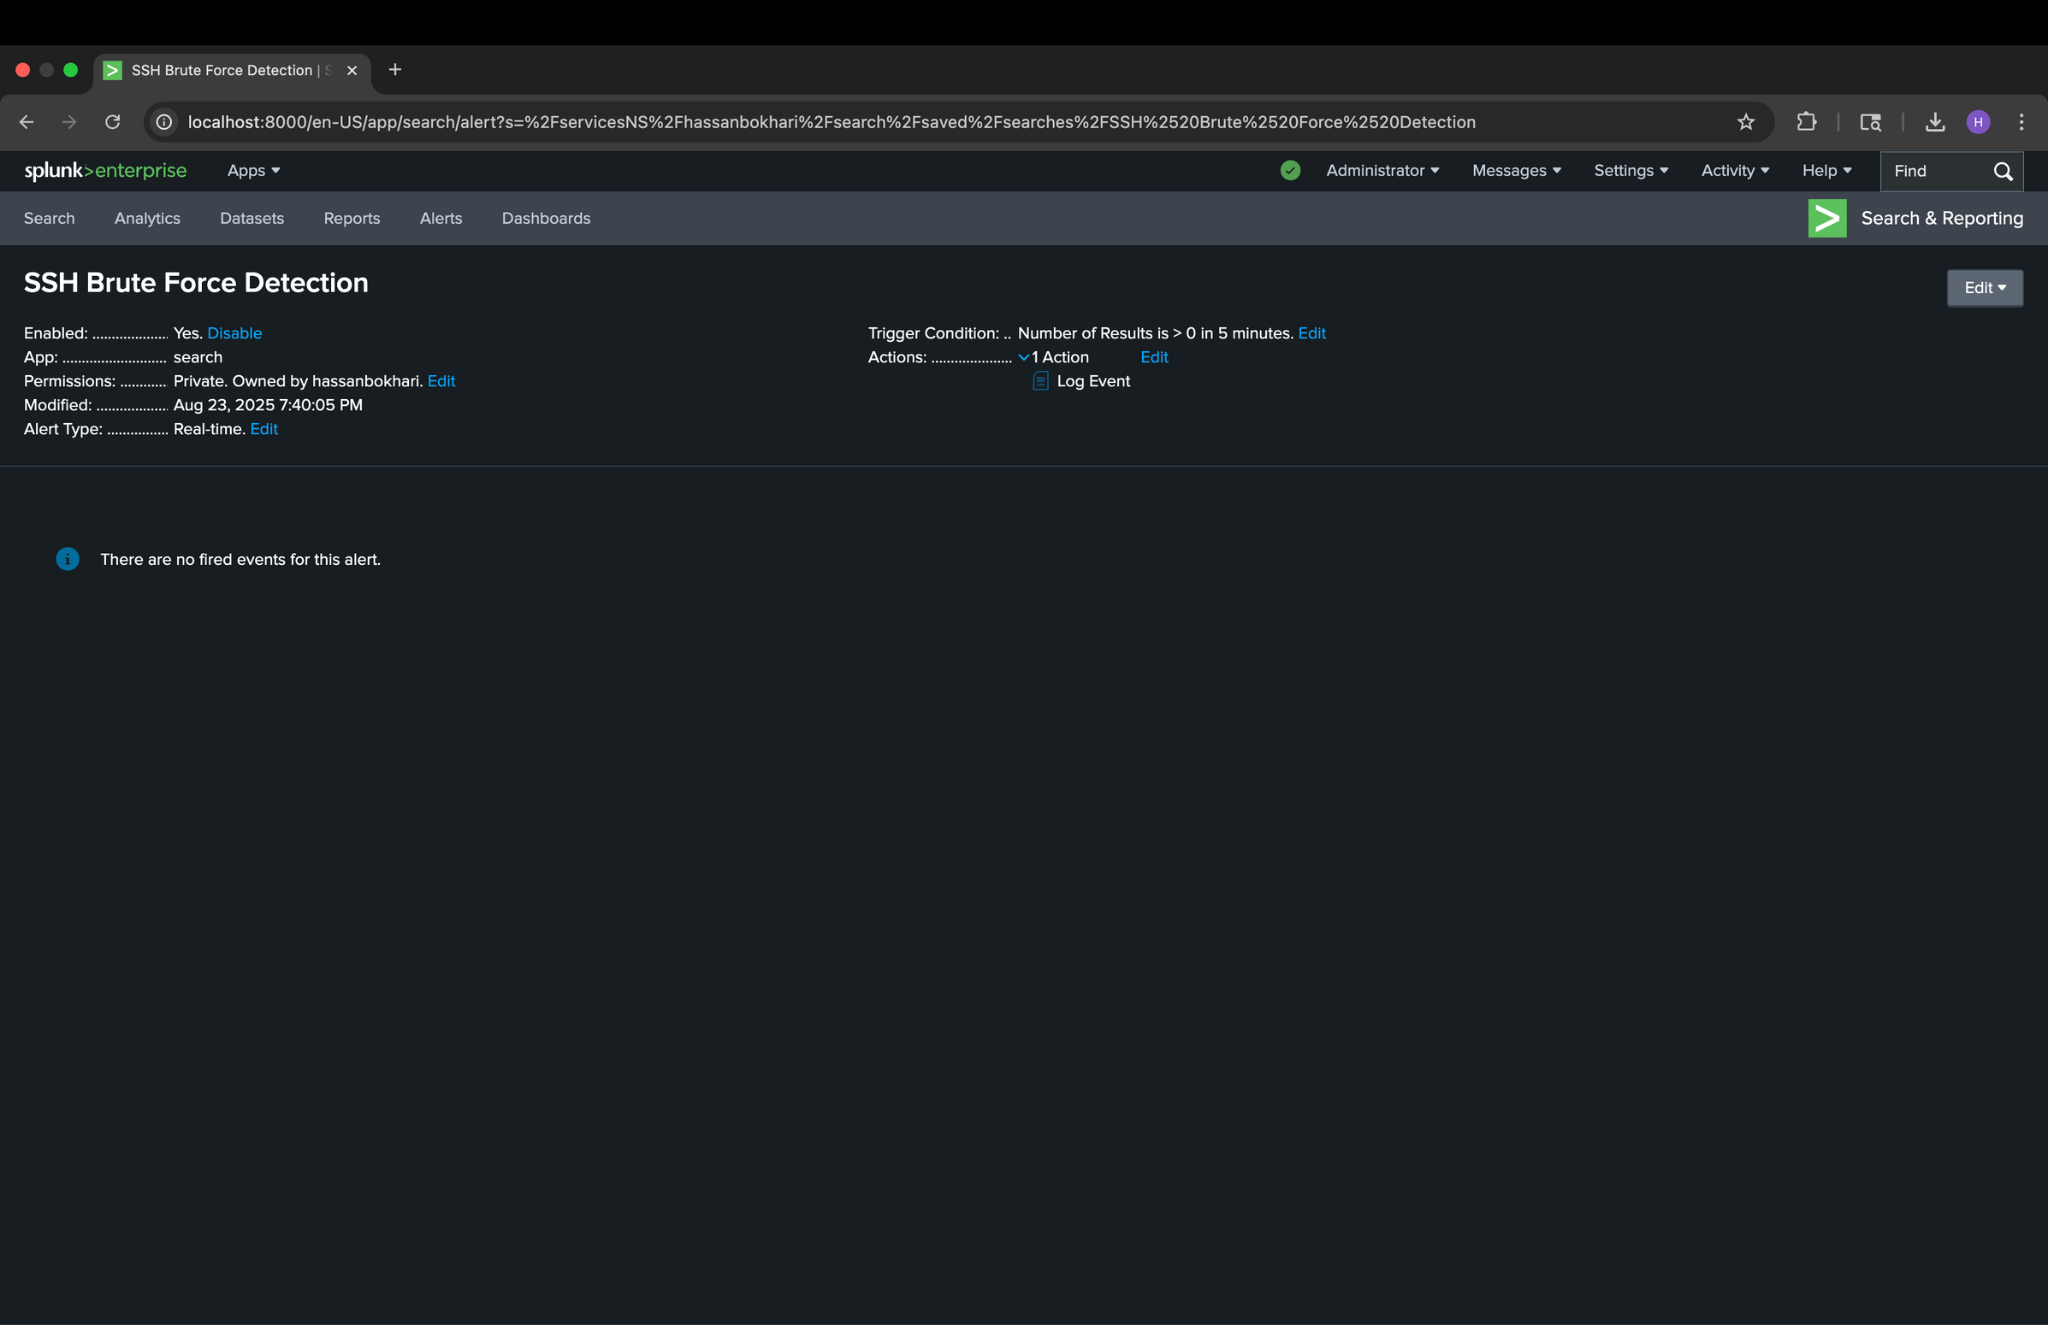 SSH Brute Force Detection |
localhost:8000/en-US/app/search/alert?s=%2FservicesNS%2Fhassanbokhari%2Fsearch%2Fsaved%2Fsearches%2FSSH%2520Brute%2520Force%2520Detection
H
splunk>enterprise Apps Administrator Messages Settings Activity Help Find
Search Analytics Datasets Reports Alerts Dashboards Search & Reporting
SSH Brute Force Detection
Edit
Enabled: ................... Yes. Disable
App: .......................... search
Permissions: ............ Private. Owned by hassanbokhari. Edit
Modified: .................. Aug 23, 2025 7:40:05 PM
Alert Type: ................ Real-time. Edit
Trigger Condition: .. Number of Results is > 0 in 5 minutes. Edit
Actions: ..................... 1 Action Edit
Log Event
There are no fired events for this alert.